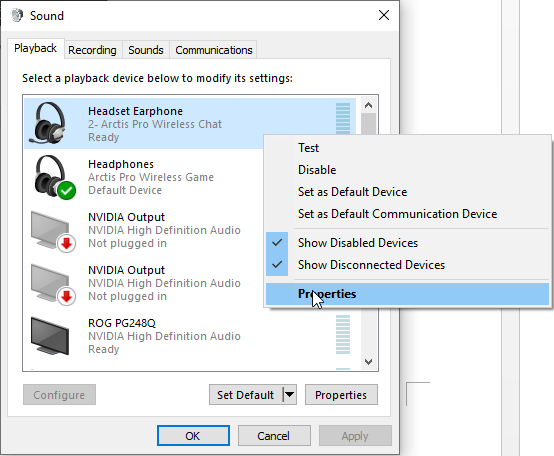 Sound
Playback
Recording
Sounds
Communications
Select a playback device below to modify its settings:
Headset Earphone
2- Arctis Pro Wireless Chat
Ready
Headphones
Arctis Pro Wireless Game
Default Device
NVIDIA Output
NVIDIA High Definition Audio
Not plugged in
NVIDIA Output
NVIDIA High Definition Audio
Not plugged in
ROG PG248Q
NVIDIA High Definition Audio
Ready
Test
Disable
Set as Default Device
Set as Default Communication Device
Show Disabled Devices
Show Disconnected Devices
Properties
Configure
Set Default
Properties
OK
Cancel
Apply